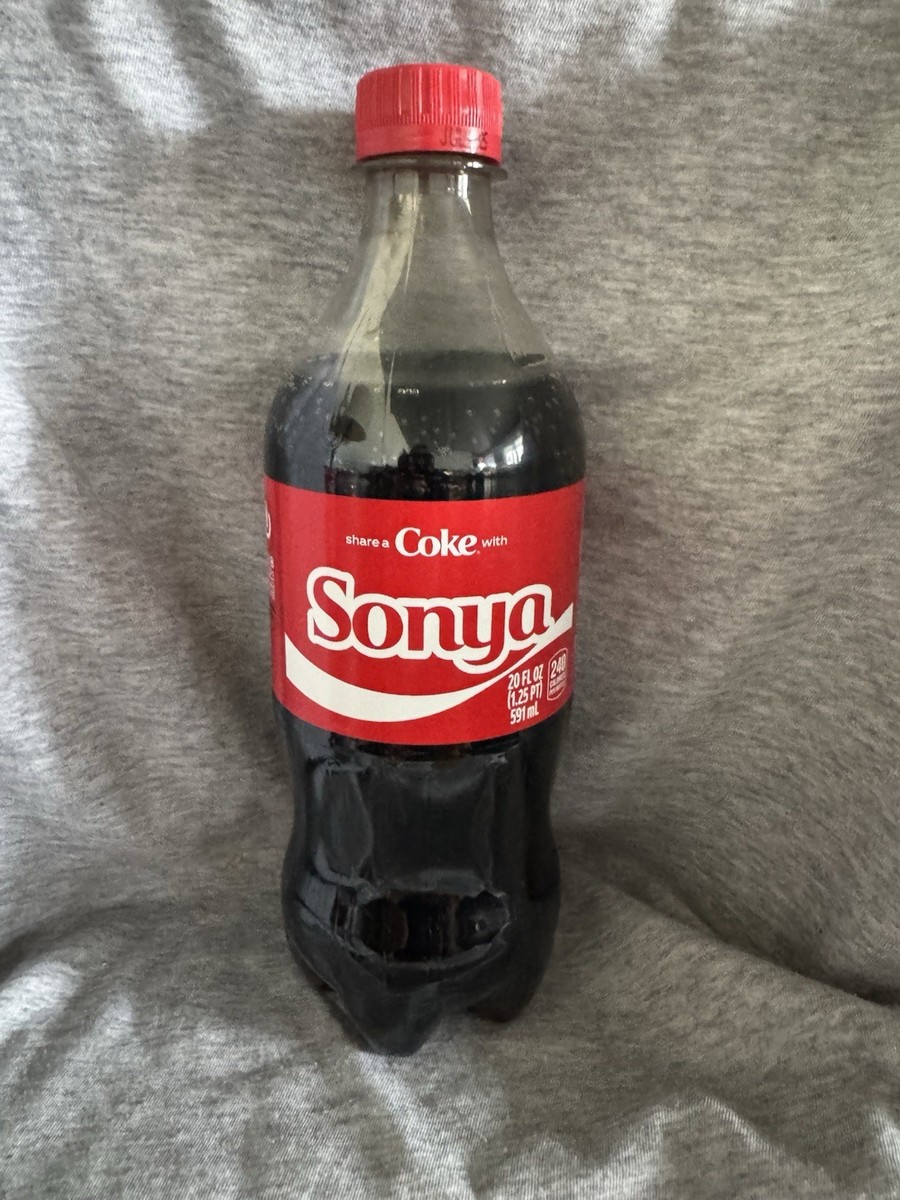 share a Coke with
Sonya
20 FL OZ
(1.25 PT)
591 mL
240